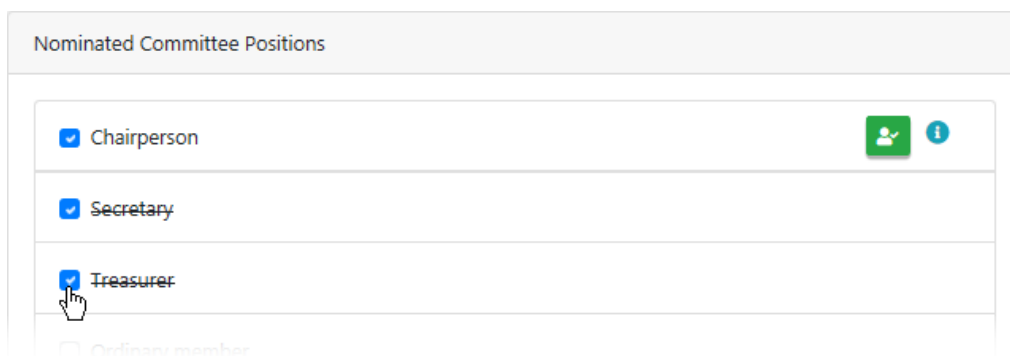 Nominated Committee Positions
Chairperson
Secretary
Treasurer
Ordinary member